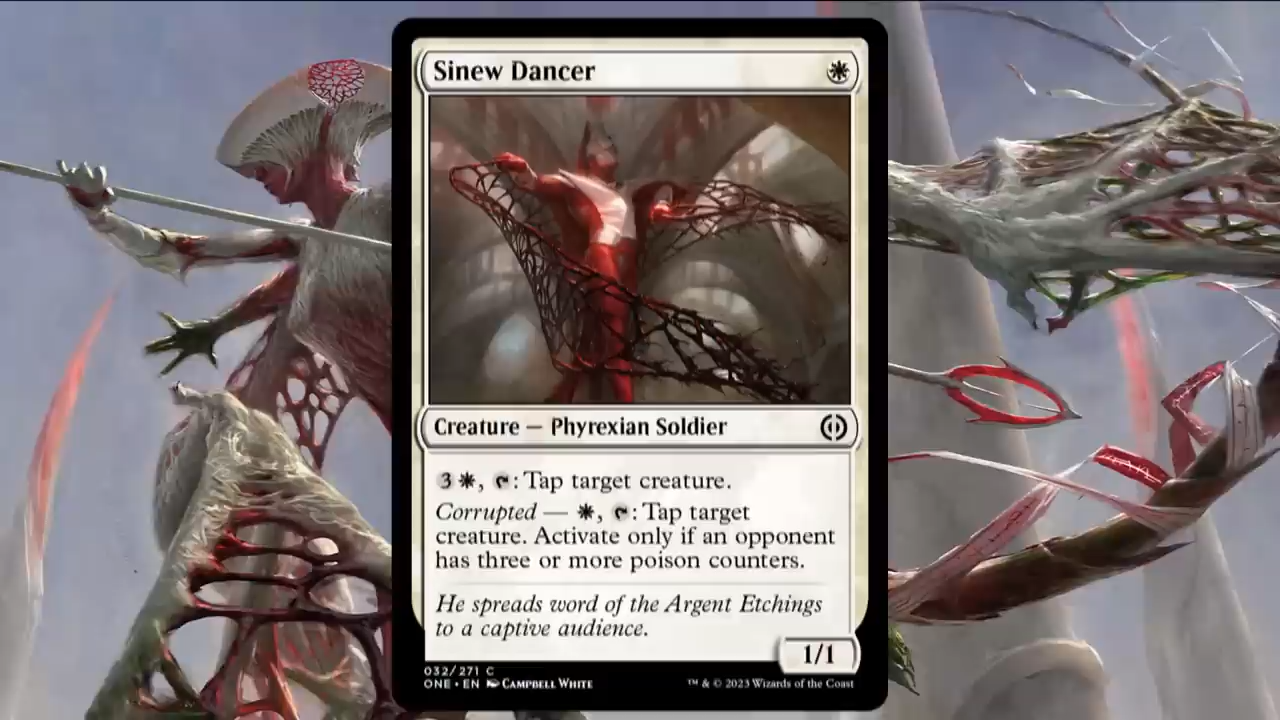 Sinew Dancer
Creature — Phyrexian Soldier
3, : Tap target creature.
Corrupted — , : Tap target
creature. Activate only if an opponent
has three or more poison counters.
He spreads word of the Argent Etchings
to a captive audience.
1/1
032/271 C
ONE • EN CAMPBELL WHITE
™ & © 2023 Wizards of the Coast